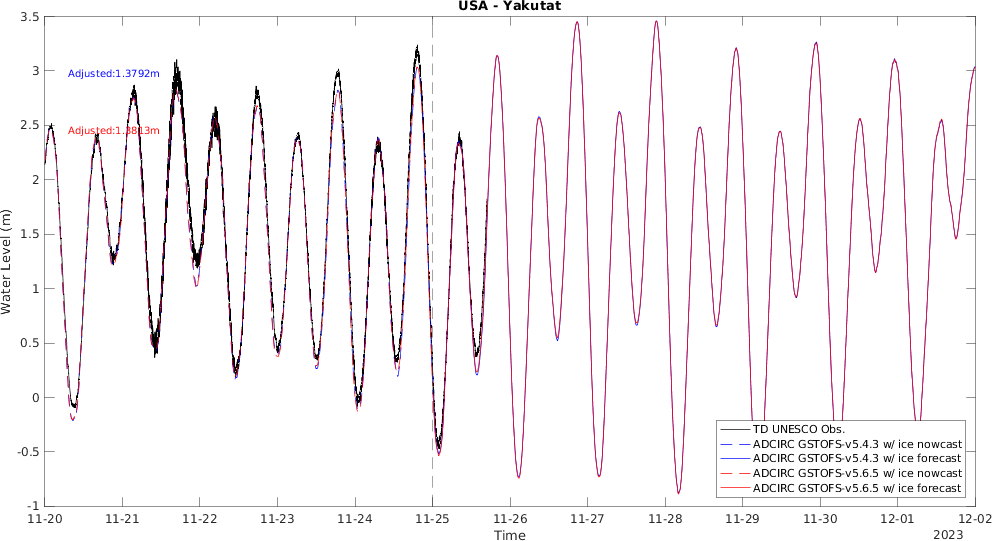 USA - Yakutat
3.5
3
2.5
2
1.5
1
0.5
0
-0.5
-1
Water Level (m)
Adjusted:1.3792m
Adjusted:1.3813m
TD UNESCO Obs.
ADCIRC GSTOFS-v5.4.3 w/ ice nowcast
ADCIRC GSTOFS-v5.4.3 w/ ice forecast
ADCIRC GSTOFS-v5.6.5 w/ ice nowcast
ADCIRC GSTOFS-v5.6.5 w/ ice forecast
11-20 11-21 11-22 11-23 11-24 11-25 11-26 11-27 11-28 11-29 11-30 12-01 12-02
Time
2023